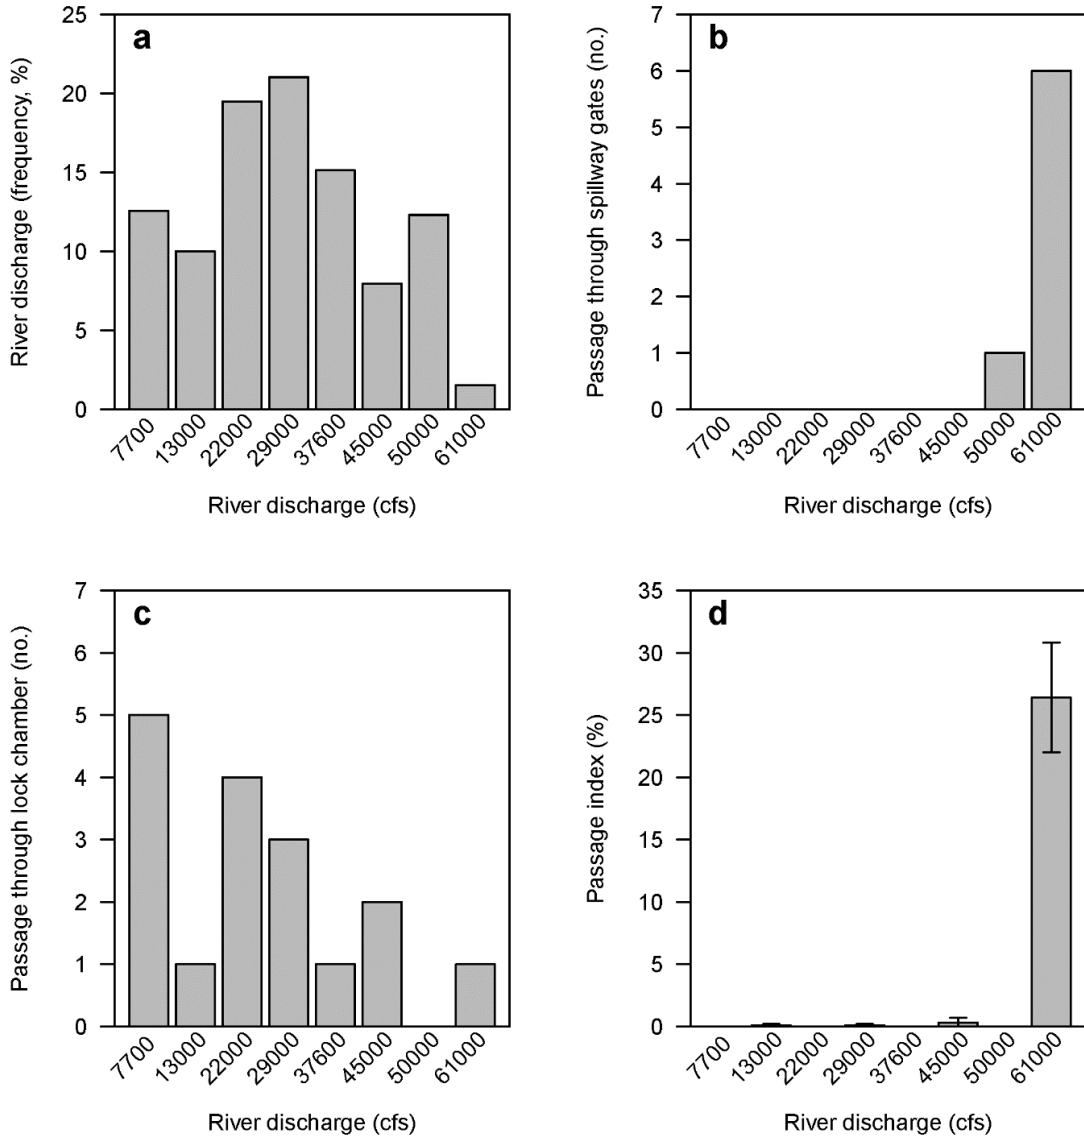 a
River discharge (frequency, %)
25
20
15
10
5
0
7700 13000 22000 29000 37600 45000 50000 61000
River discharge (cfs)
b
Passage through spillway gates (no.)
7
6
5
4
3
2
1
0
7700 13000 22000 29000 37600 45000 50000 61000
River discharge (cfs)
c
Passage through lock chamber (no.)
7
6
5
4
3
2
1
0
7700 13000 22000 29000 37600 45000 50000 61000
River discharge (cfs)
d
Passage index (%)
35
30
25
20
15
10
5
0
7700 13000 22000 29000 37600 45000 50000 61000
River discharge (cfs)